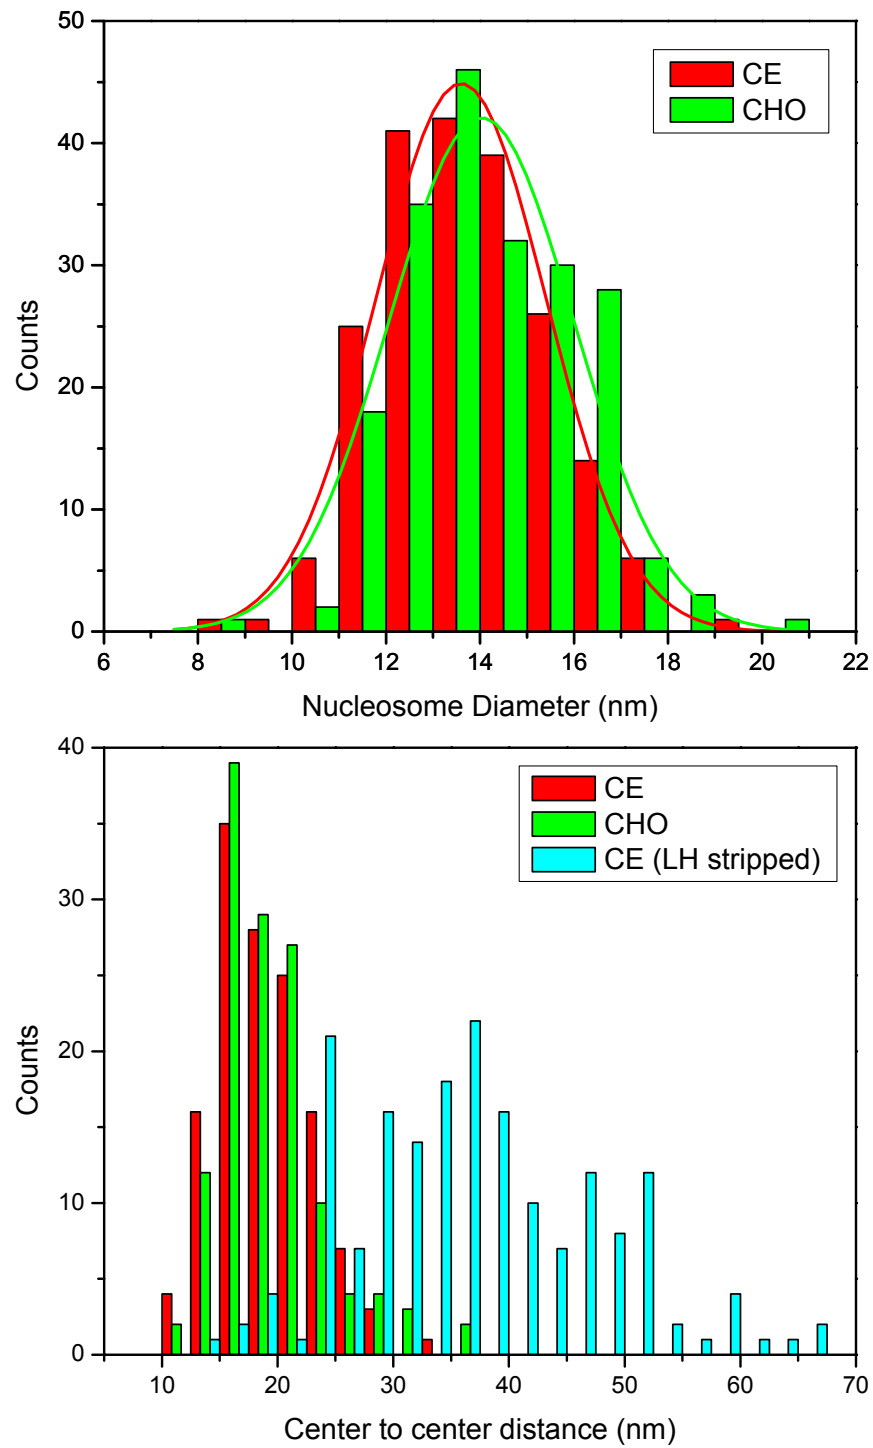 50
40
30
20
10
0
Counts
CE
CHO
6 8 10 12 14 16 18 20 22
Nucleosome Diameter (nm)
40
30
20
10
0
Counts
CE
CHO
CE (LH stripped)
10 20 30 40 50 60 70
Center to center distance (nm)